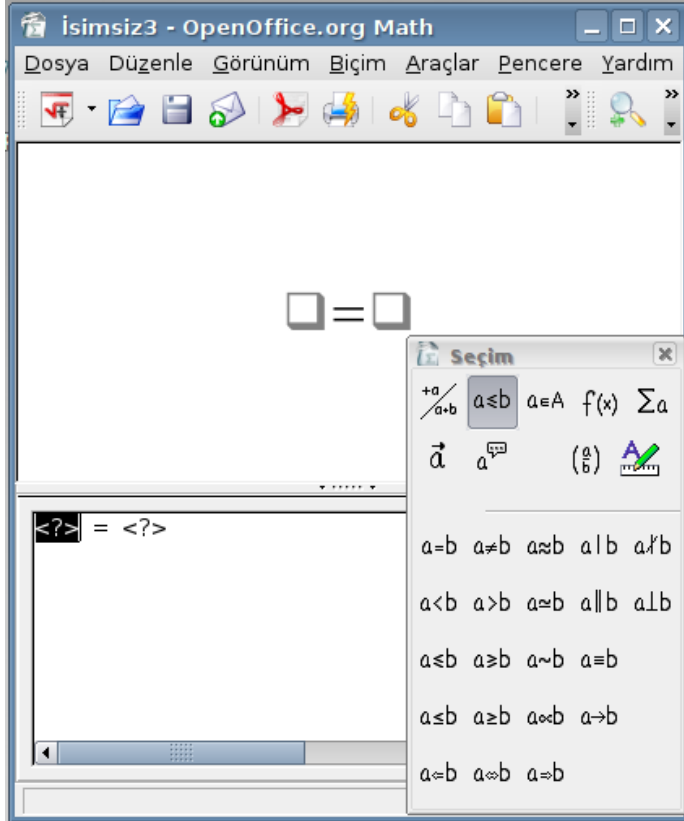 İsimsiz3 - OpenOffice.org Math
Dosya Düzenle Görünüm Biçim Araçlar Pencere Yardım
□=□
Seçim
+a/a+b a⩽b a∈A f(x) Σa
a⃗ a (a/b) A
<?> = <?>
a=b a≠b a≈b a∣b a∤b
a<b a>b a≃b a∥b a⊥b
a⩽b a⩾b a~b a≡b
a≤b a≥b a∝b a→b
a⇐b a⇔b a⇒b